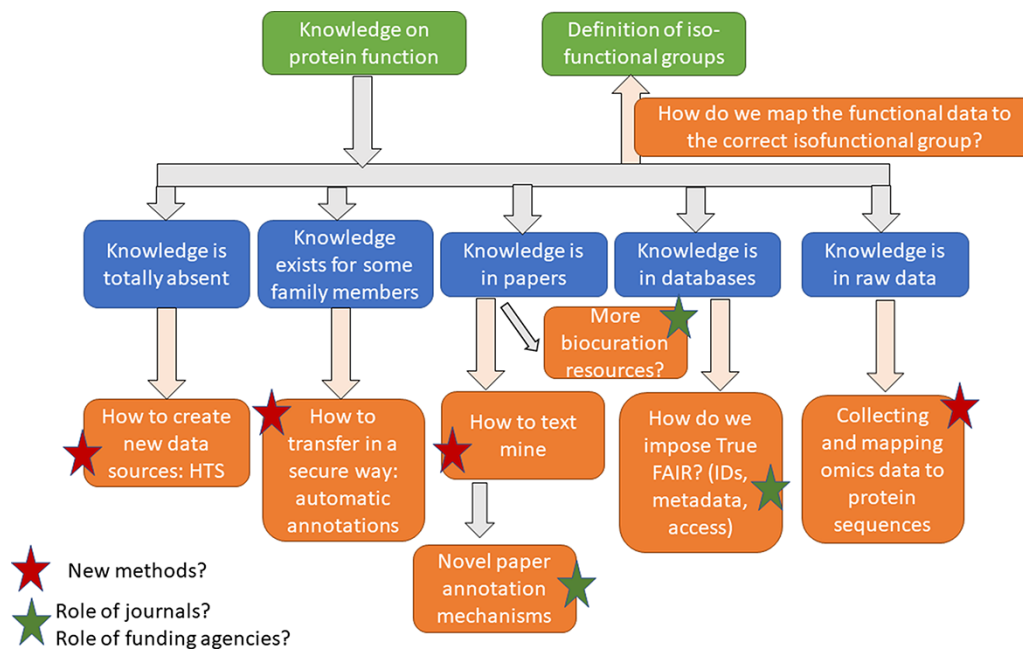 Knowledge on
protein function
Definition of iso-
functional groups
How do we map the functional data to
the correct isofunctional group?
Knowledge is
totally absent
Knowledge
exists for some
family members
Knowledge is
in papers
Knowledge is
in databases
Knowledge is
in raw data
More
biocuration
resources?
How to create
new data
sources: HTS
How to
transfer in a
secure way:
automatic
annotations
How to text
mine
How do we
impose True
FAIR? (IDs,
metadata,
access)
Collecting
and mapping
omics data to
protein
sequences
Novel paper
annotation
mechanisms
New methods?
Role of journals?
Role of funding agencies?